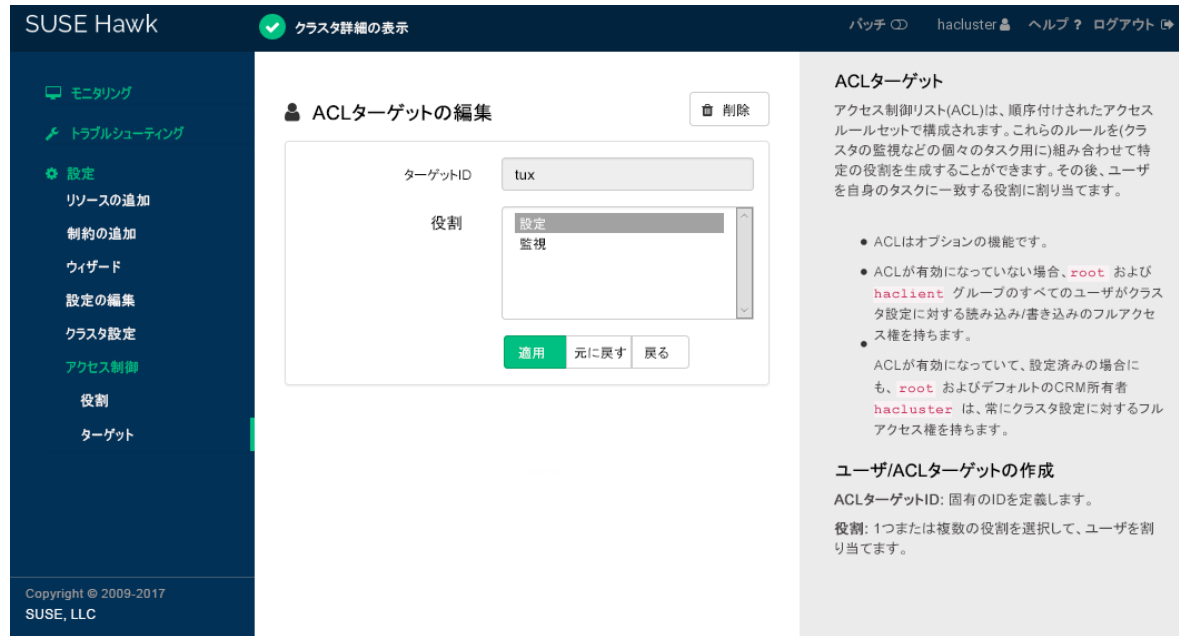 SUSE Hawk
クラスタ詳細の表示
バッチ hacluster ヘルプ ? ログアウト
モニタリング
トラブルシューティング
設定
リソースの追加
制約の追加
ウィザード
設定の編集
クラスタ設定
アクセス制御
役割
ターゲット
Copyright © 2009-2017
SUSE, LLC
ACLターゲットの編集
削除
ターゲットID tux
役割
設定
監視
適用 元に戻す 戻る
ACLターゲット
アクセス制御リスト(ACL)は、順序付けされたアクセス
ルールセットで構成されます。これらのルールを(クラ
スタの監視などの個々のタスク用に)組み合わせて特
定の役割を生成することができます。その後、ユーザ
を自身のタスクに一致する役割に割り当てます。
● ACLはオプションの機能です。
● ACLが有効になっていない場合、root および
haclient グループのすべてのユーザがクラス
タ設定に対する読み込み/書き込みのフルアクセ
ス権を持ちます。
● ACLが有効になっていて、設定済みの場合に
も、root およびデフォルトのCRM所有者
hacluster は、常にクラスタ設定に対するフル
アクセス権を持ちます。
ユーザ/ACLターゲットの作成
ACLターゲットID: 固有のIDを定義します。
役割: 1つまたは複数の役割を選択して、ユーザを割
り当てます。